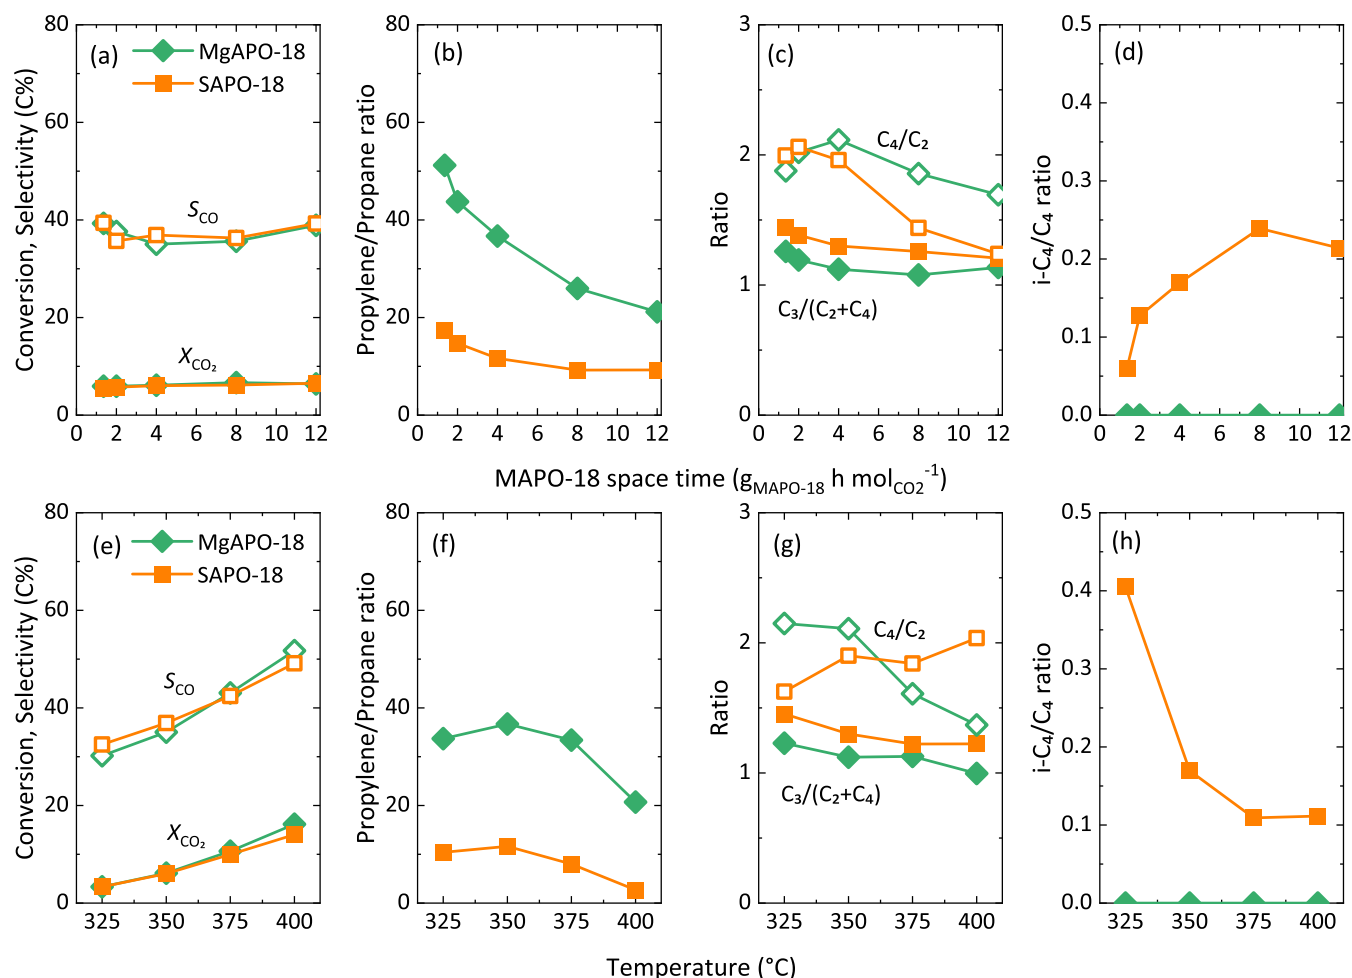 (a)
MgAPO-18
SAPO-18
S_CO
X_CO₂
Conversion, Selectivity (C%)
80
60
40
20
0
0 2 4 6 8 10 12
(b)
Propylene/Propane ratio
80
60
40
20
0
0 2 4 6 8 10 12
(c)
C₄/C₂
C₃/(C₂+C₄)
Ratio
3
2
1
0
0 2 4 6 8 10 12
(d)
i-C₄/C₄ ratio
0.5
0.4
0.3
0.2
0.1
0.0
0 2 4 6 8 10 12
MAPO-18 space time (g_MAPO-18 h mol_CO2⁻¹)
(e)
MgAPO-18
SAPO-18
S_CO
X_CO₂
Conversion, Selectivity (C%)
80
60
40
20
0
325 350 375 400
(f)
Propylene/Propane ratio
80
60
40
20
0
325 350 375 400
(g)
C₄/C₂
C₃/(C₂+C₄)
Ratio
3
2
1
0
325 350 375 400
(h)
i-C₄/C₄ ratio
0.5
0.4
0.3
0.2
0.1
0.0
325 350 375 400
Temperature (°C)